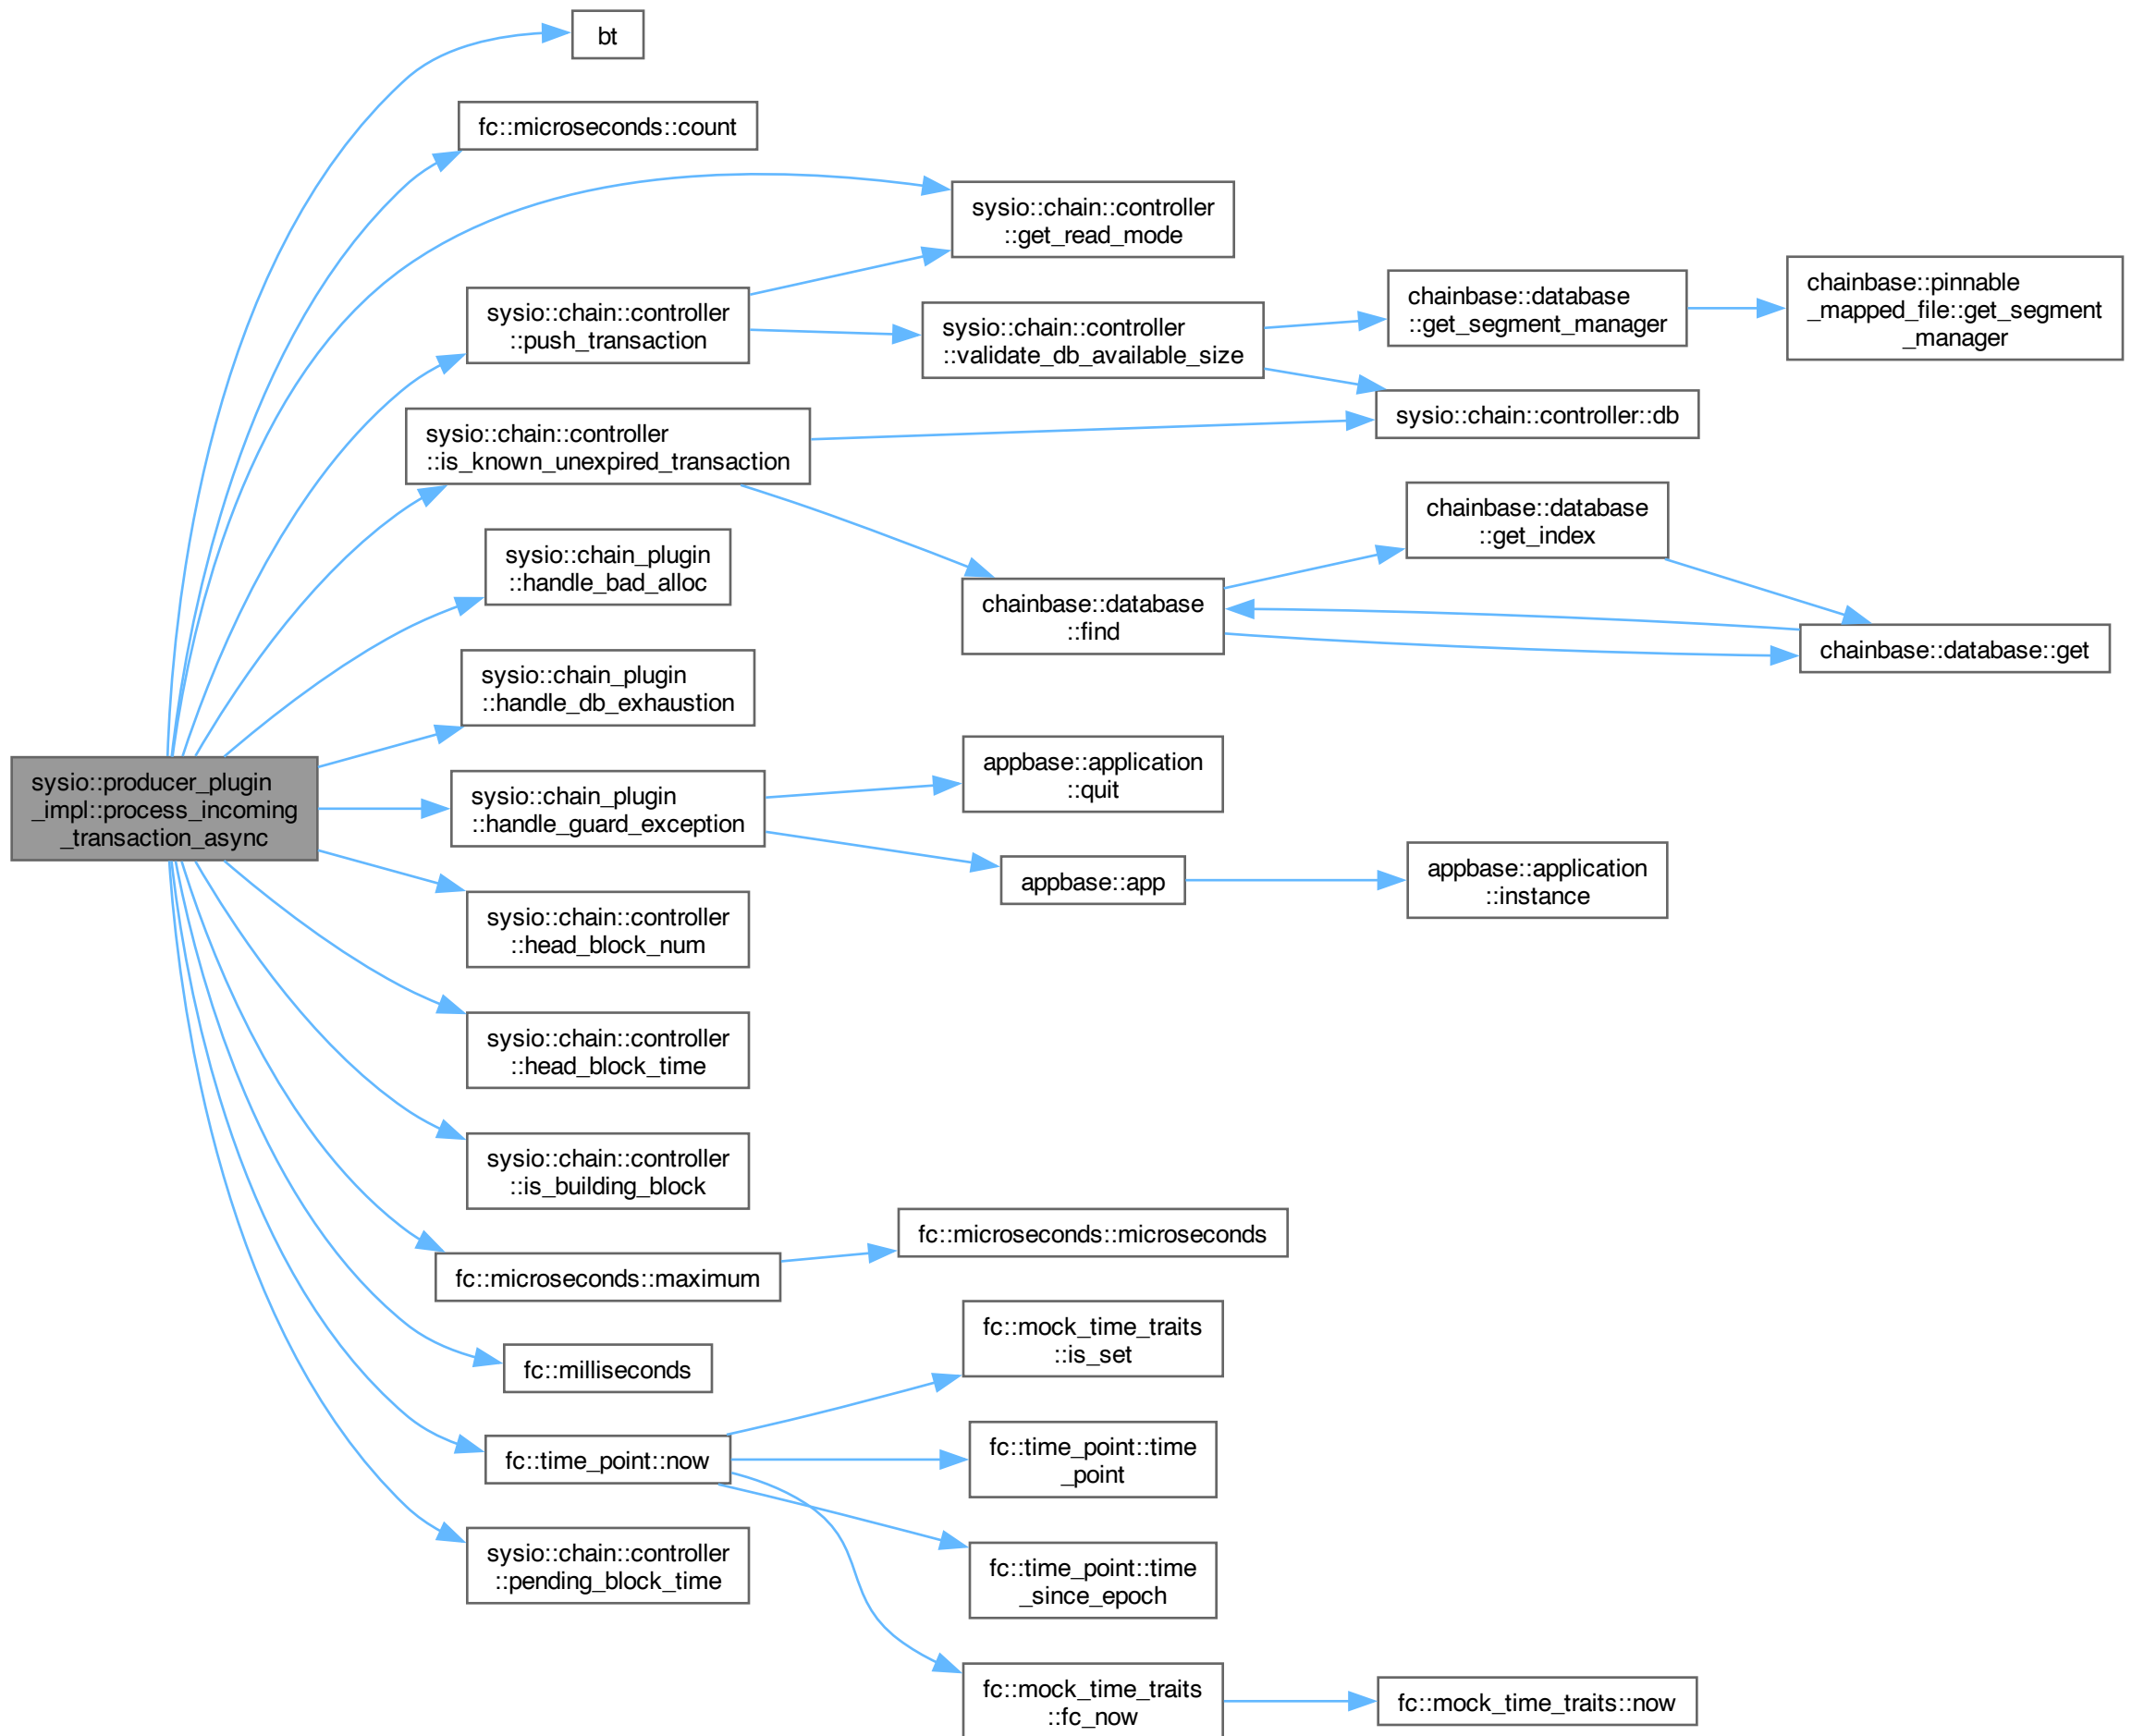 bt
fc::microseconds::count
sysio::chain::controller
::get_read_mode
sysio::chain::controller
::push_transaction
sysio::chain::controller
::validate_db_available_size
chainbase::database
::get_segment_manager
chainbase::pinnable
_mapped_file::get_segment
_manager
sysio::chain::controller::db
sysio::chain::controller
::is_known_unexpired_transaction
chainbase::database
::get_index
sysio::chain_plugin
::handle_bad_alloc
chainbase::database
::find
chainbase::database::get
sysio::chain_plugin
::handle_db_exhaustion
sysio::producer_plugin
_impl::process_incoming
_transaction_async
sysio::chain_plugin
::handle_guard_exception
appbase::application
::quit
appbase::app
appbase::application
::instance
sysio::chain::controller
::head_block_num
sysio::chain::controller
::head_block_time
sysio::chain::controller
::is_building_block
fc::microseconds::maximum
fc::microseconds::microseconds
fc::milliseconds
fc::mock_time_traits
::is_set
fc::time_point::now
fc::time_point::time
_point
fc::time_point::time
_since_epoch
sysio::chain::controller
::pending_block_time
fc::mock_time_traits
::fc_now
fc::mock_time_traits::now